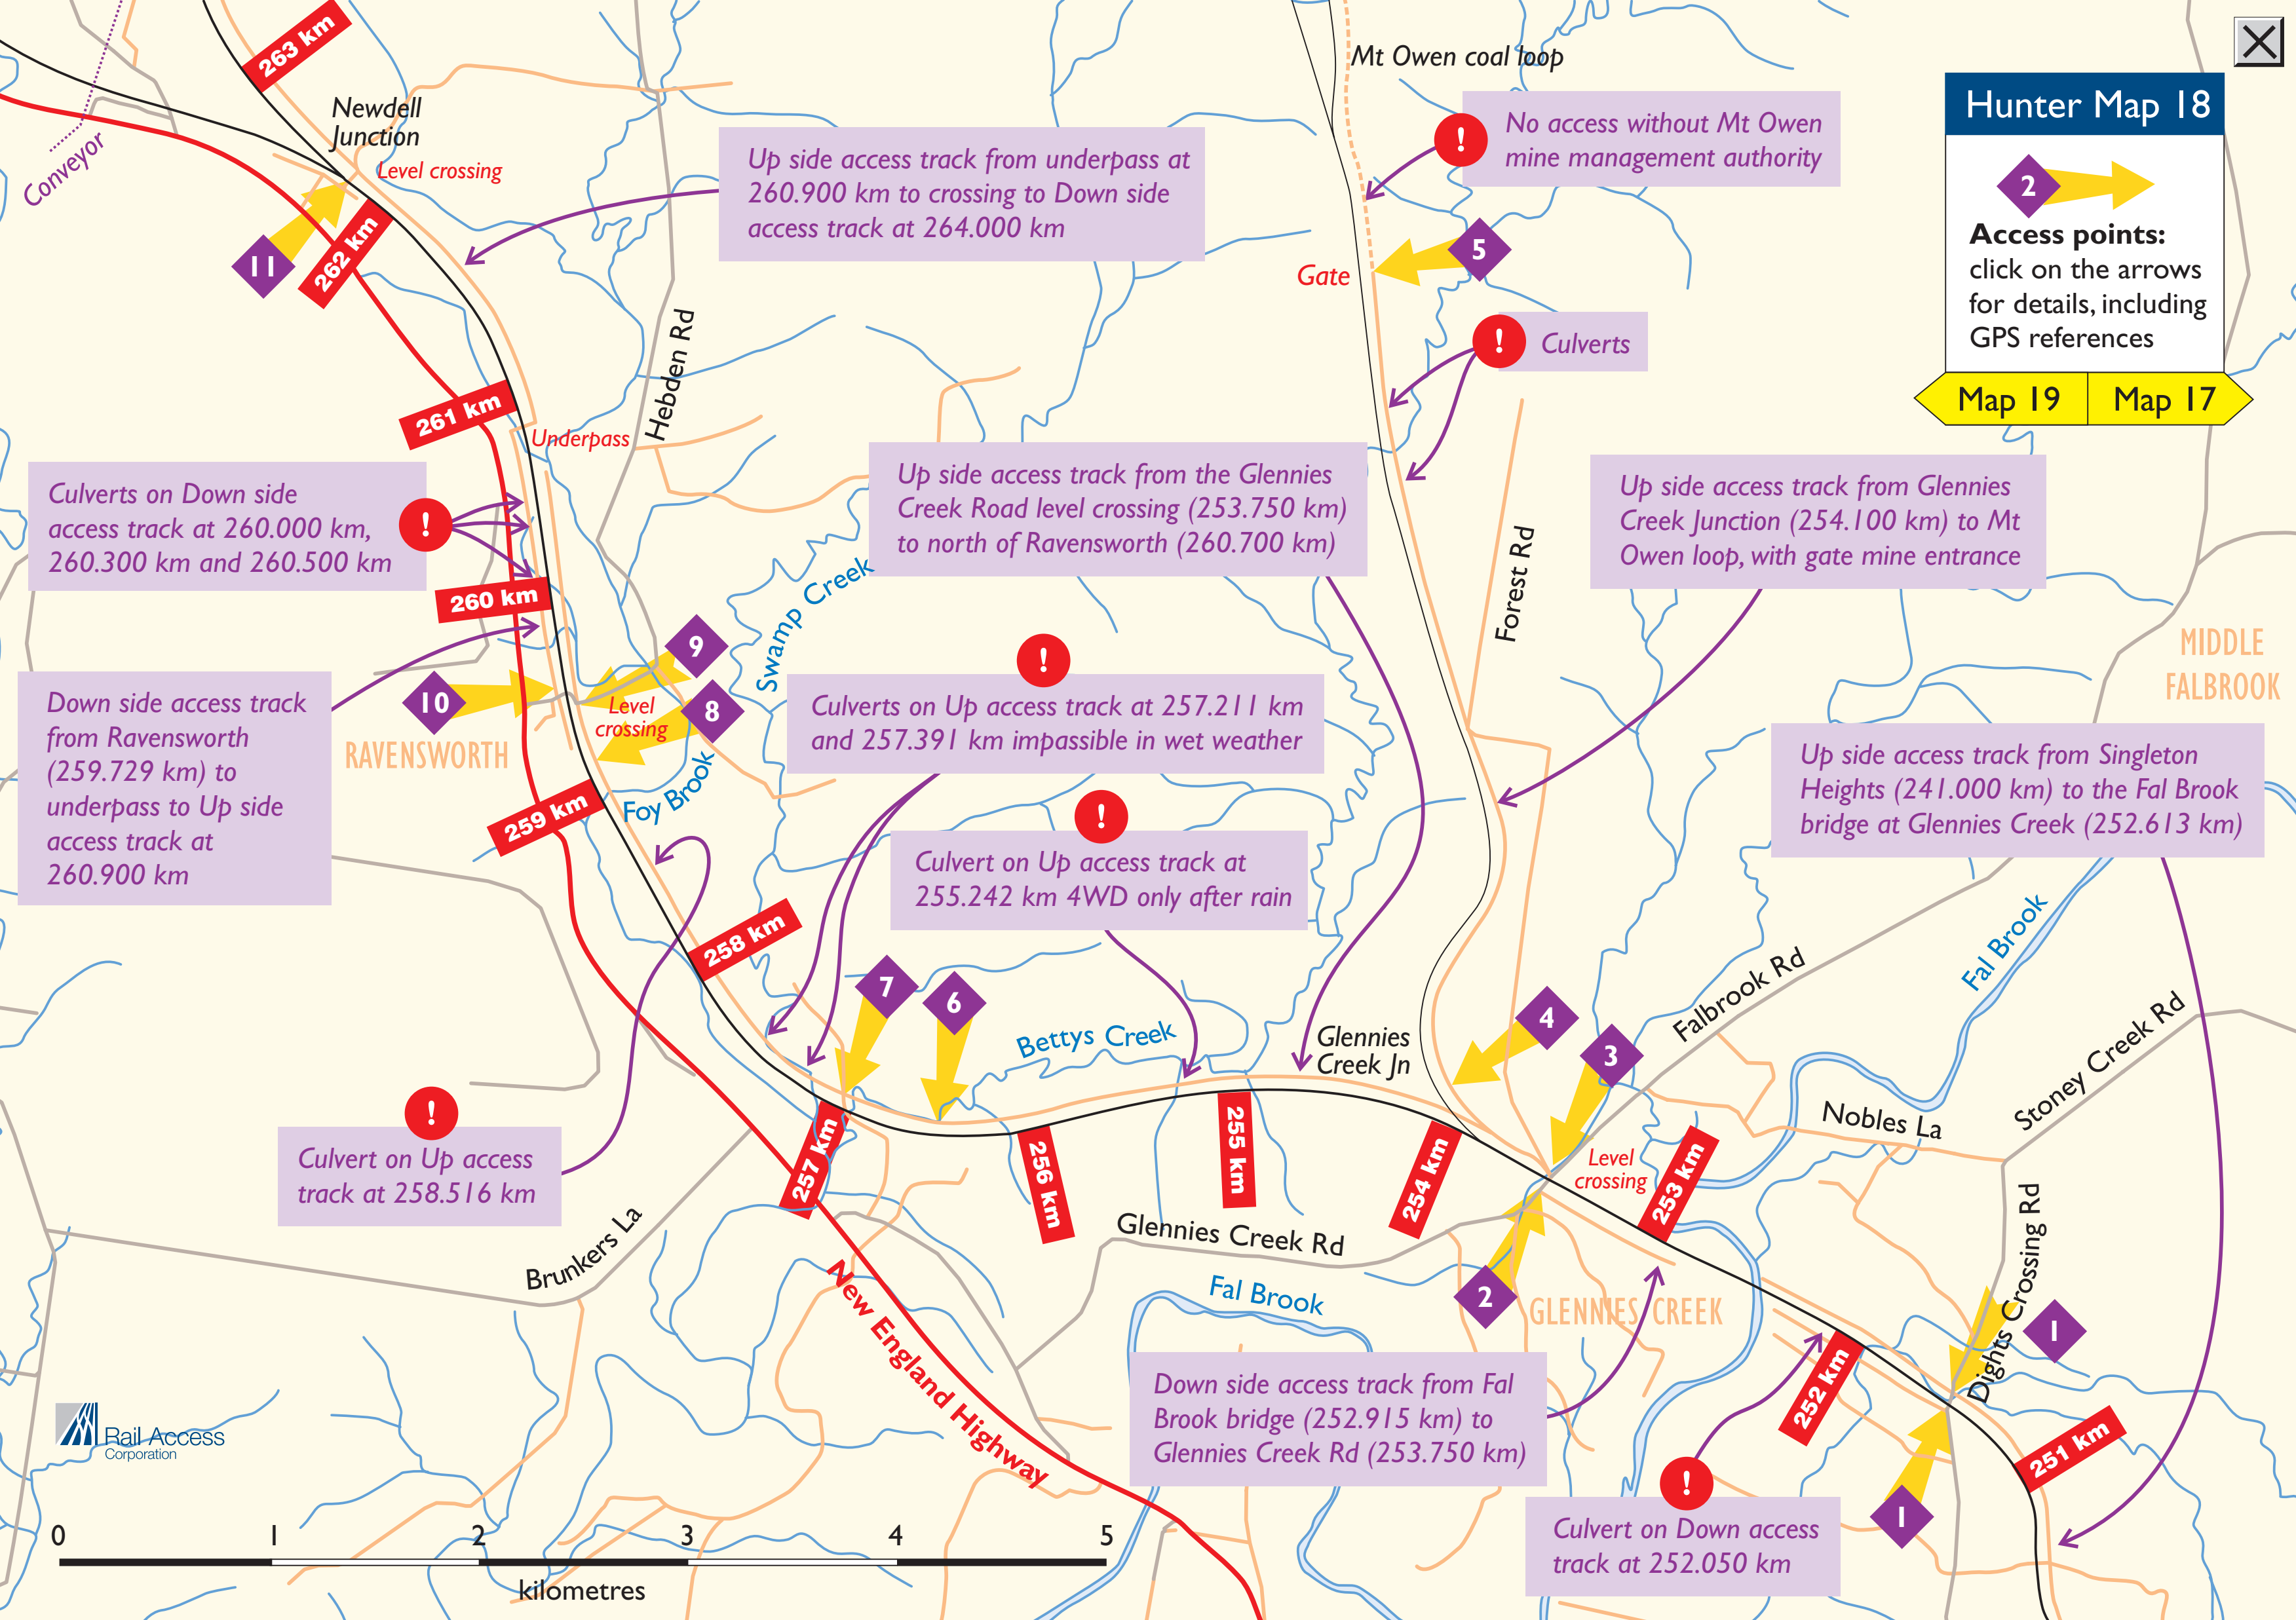 263 km
Newdell
Junction
Level crossing
Conveyor
11
262 km
Up side access track from underpass at
260.900 km to crossing to Down side
access track at 264.000 km
Mt Owen coal loop
!
No access without Mt Owen
mine management authority
5
Gate
!
Culverts
Hunter Map 18
2
Access points:
click on the arrows
for details, including
GPS references
Map 19
Map 17
261 km
Underpass
Hebden Rd
Culverts on Down side
access track at 260.000 km,
260.300 km and 260.500 km
!
260 km
Up side access track from the Glennies
Creek Road level crossing (253.750 km)
to north of Ravensworth (260.700 km)
Forest Rd
Up side access track from Glennies
Creek Junction (254.100 km) to Mt
Owen loop, with gate mine entrance
MIDDLE
FALBROOK
Swamp Creek
9
8
10
Level
crossing
RAVENSWORTH
Down side access track
from Ravensworth
(259.729 km) to
underpass to Up side
access track at
260.900 km
!
Culverts on Up access track at 257.211 km
and 257.391 km impassible in wet weather
Up side access track from Singleton
Heights (241.000 km) to the Fal Brook
bridge at Glennies Creek (252.613 km)
Foy Brook
259 km
!
Culvert on Up access track at
255.242 km 4WD only after rain
258 km
7
6
Bettys Creek
Glennies
Creek Jn
4
3
Falbrook Rd
Fal Brook
Stoney Creek Rd
Nobles La
!
Culvert on Up access
track at 258.516 km
257 km
256 km
255 km
254 km
Level
crossing
253 km
Brunkers La
Glennies Creek Rd
Fal Brook
2
GLENNIES CREEK
Dights Crossing Rd
1
New England Highway
Down side access track from Fal
Brook bridge (252.915 km) to
Glennies Creek Rd (253.750 km)
252 km
251 km
!
1
Culvert on Down access
track at 252.050 km
Rail Access
Corporation
0 1 2 3 4 5
kilometres